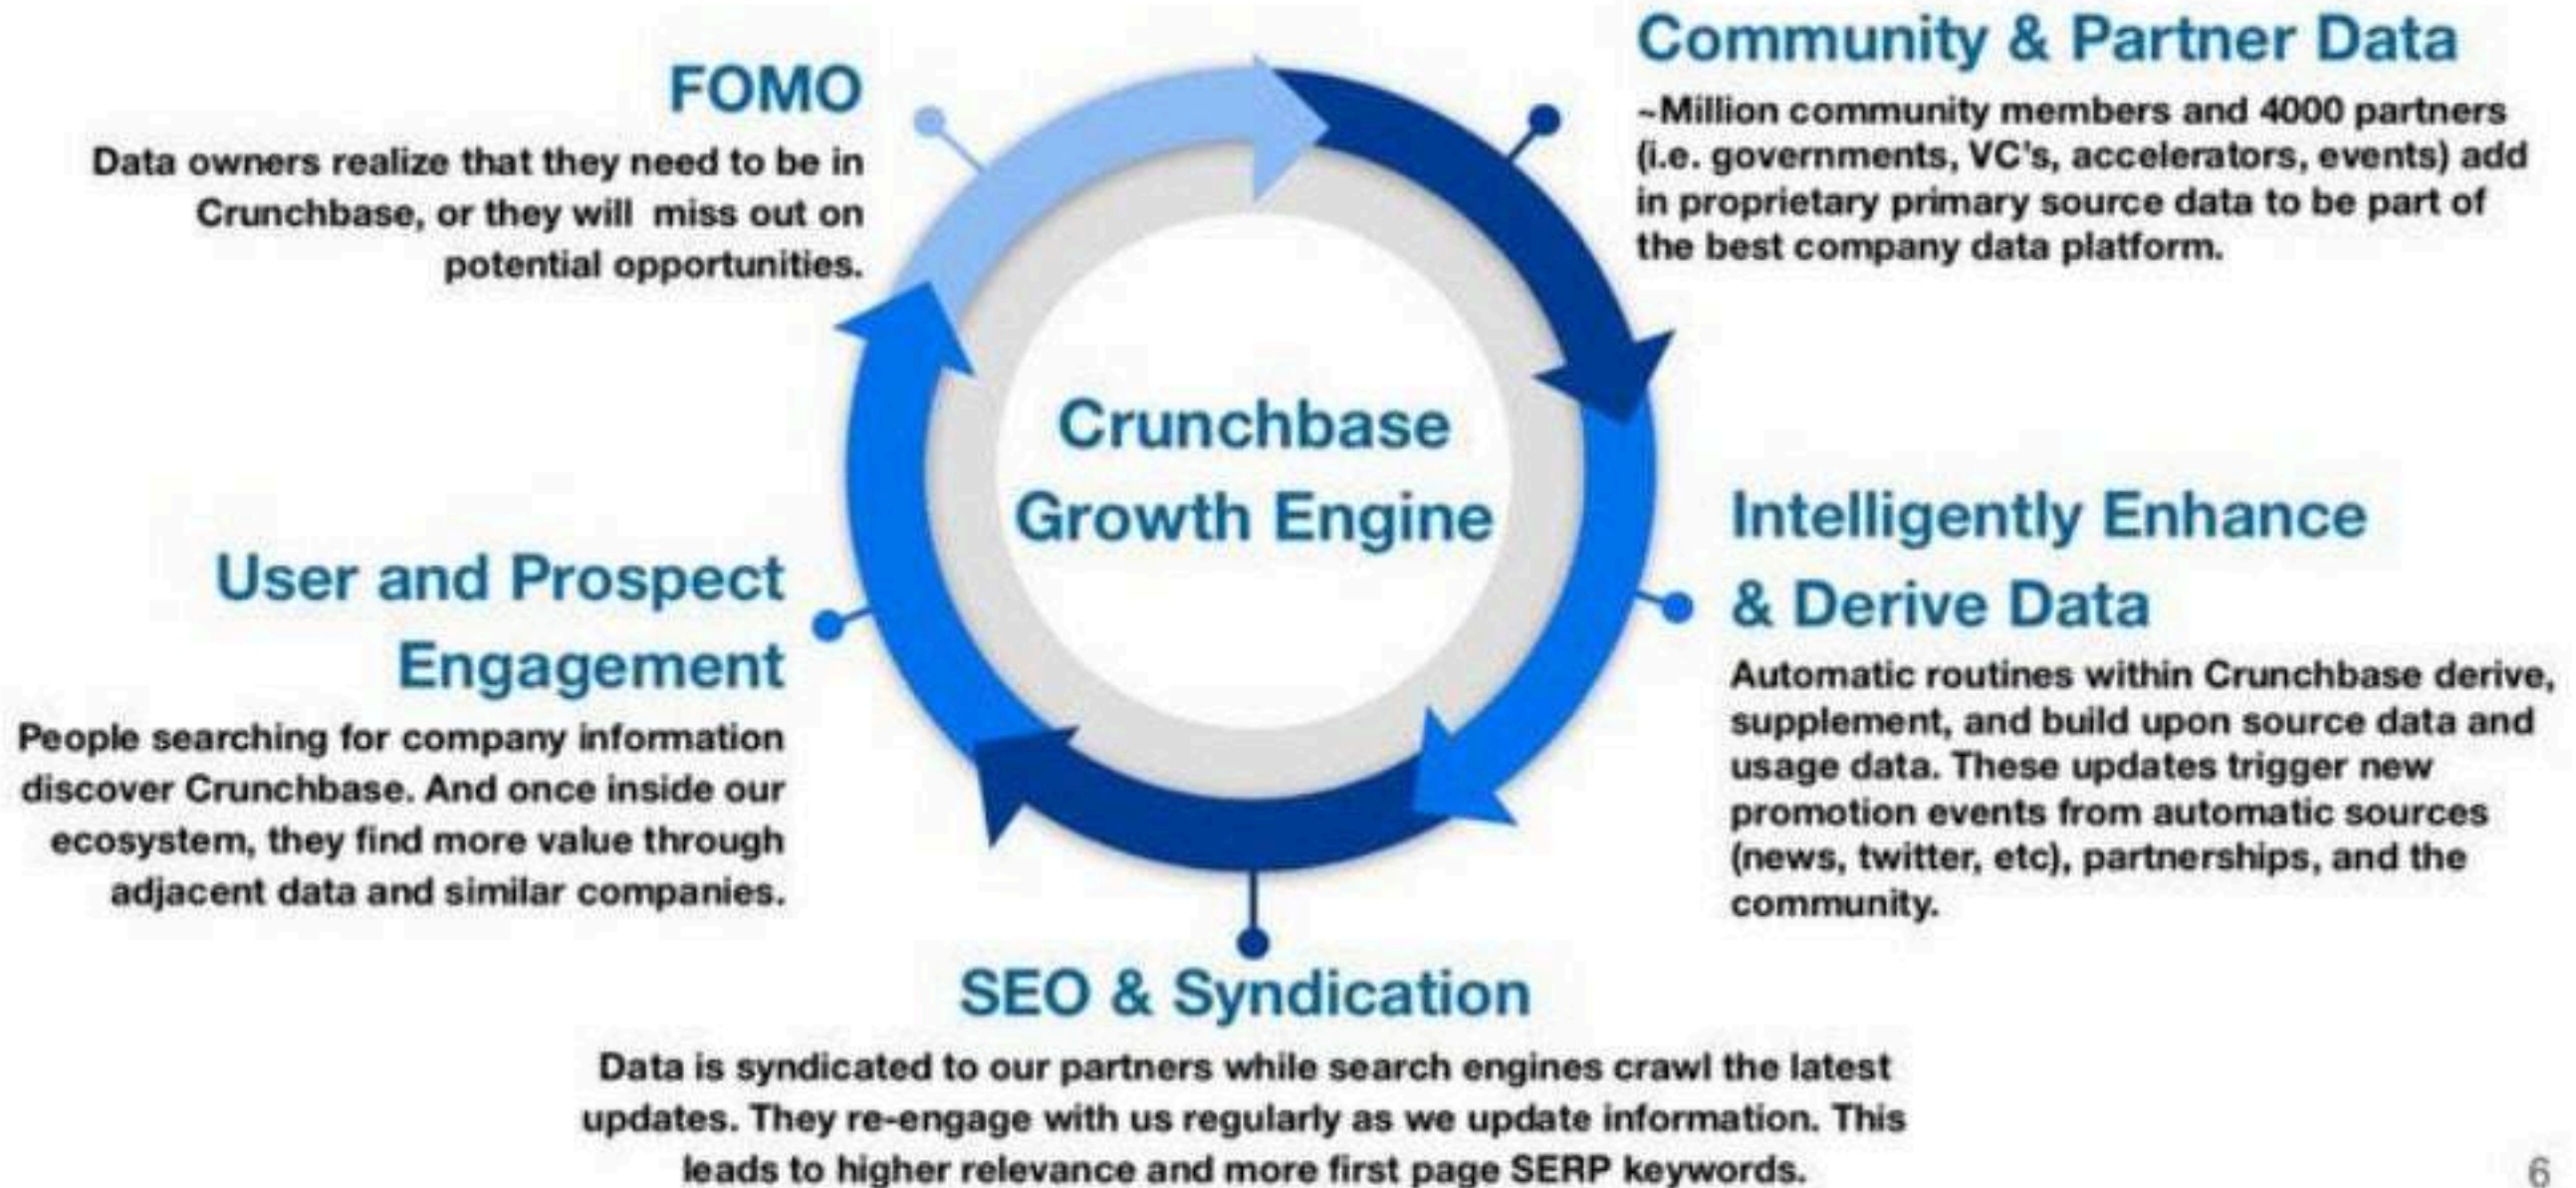 FOMO
Data owners realize that they need to be in
Crunchbase, or they will miss out on
potential opportunities.
Community & Partner Data
~Million community members and 4000 partners
(i.e. governments, VC's, accelerators, events) add
in proprietary primary source data to be part of
the best company data platform.
Crunchbase
Growth Engine
Intelligently Enhance
& Derive Data
Automatic routines within Crunchbase derive,
supplement, and build upon source data and
usage data. These updates trigger new
promotion events from automatic sources
(news, twitter, etc), partnerships, and the
community.
User and Prospect
Engagement
People searching for company information
discover Crunchbase. And once inside our
ecosystem, they find more value through
adjacent data and similar companies.
SEO & Syndication
Data is syndicated to our partners while search engines crawl the latest
updates. They re-engage with us regularly as we update information. This
leads to higher relevance and more first page SERP keywords.
6